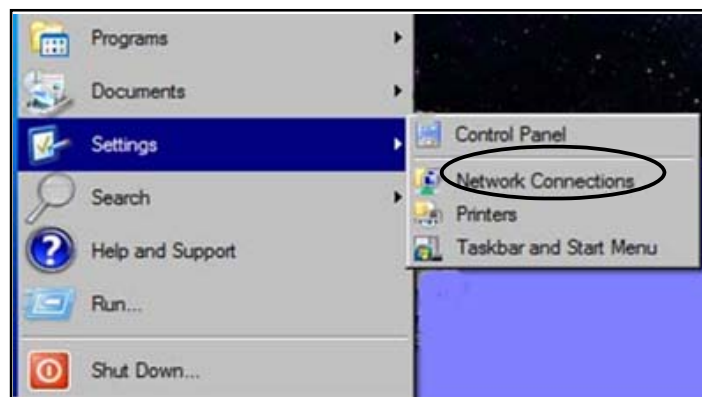 Programs
Documents
Settings
Search
Help and Support
Run...
Shut Down...
Control Panel
Network Connections
Printers
Taskbar and Start Menu